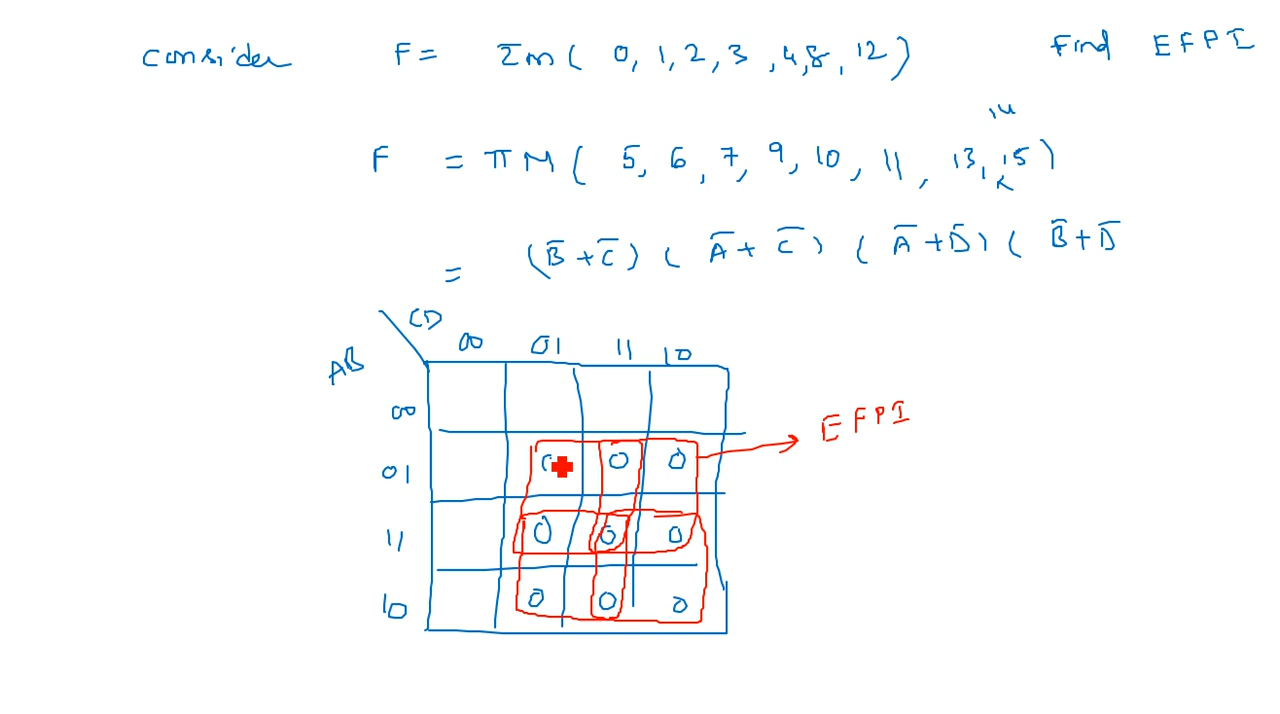 Consider F = Σm( 0, 1, 2, 3, 4, 8, 12) Find EFPI
14
F = πM( 5, 6, 7, 9, 10, 11, 13, 15)
= (B̅ + C̅) ( A̅ + C̅) ( A̅ + D̅) ( B̅ + D̅
CD
AB 00 01 11 10
00
EFPI
01 0 0 0
11 0 0 0
10 0 0 0